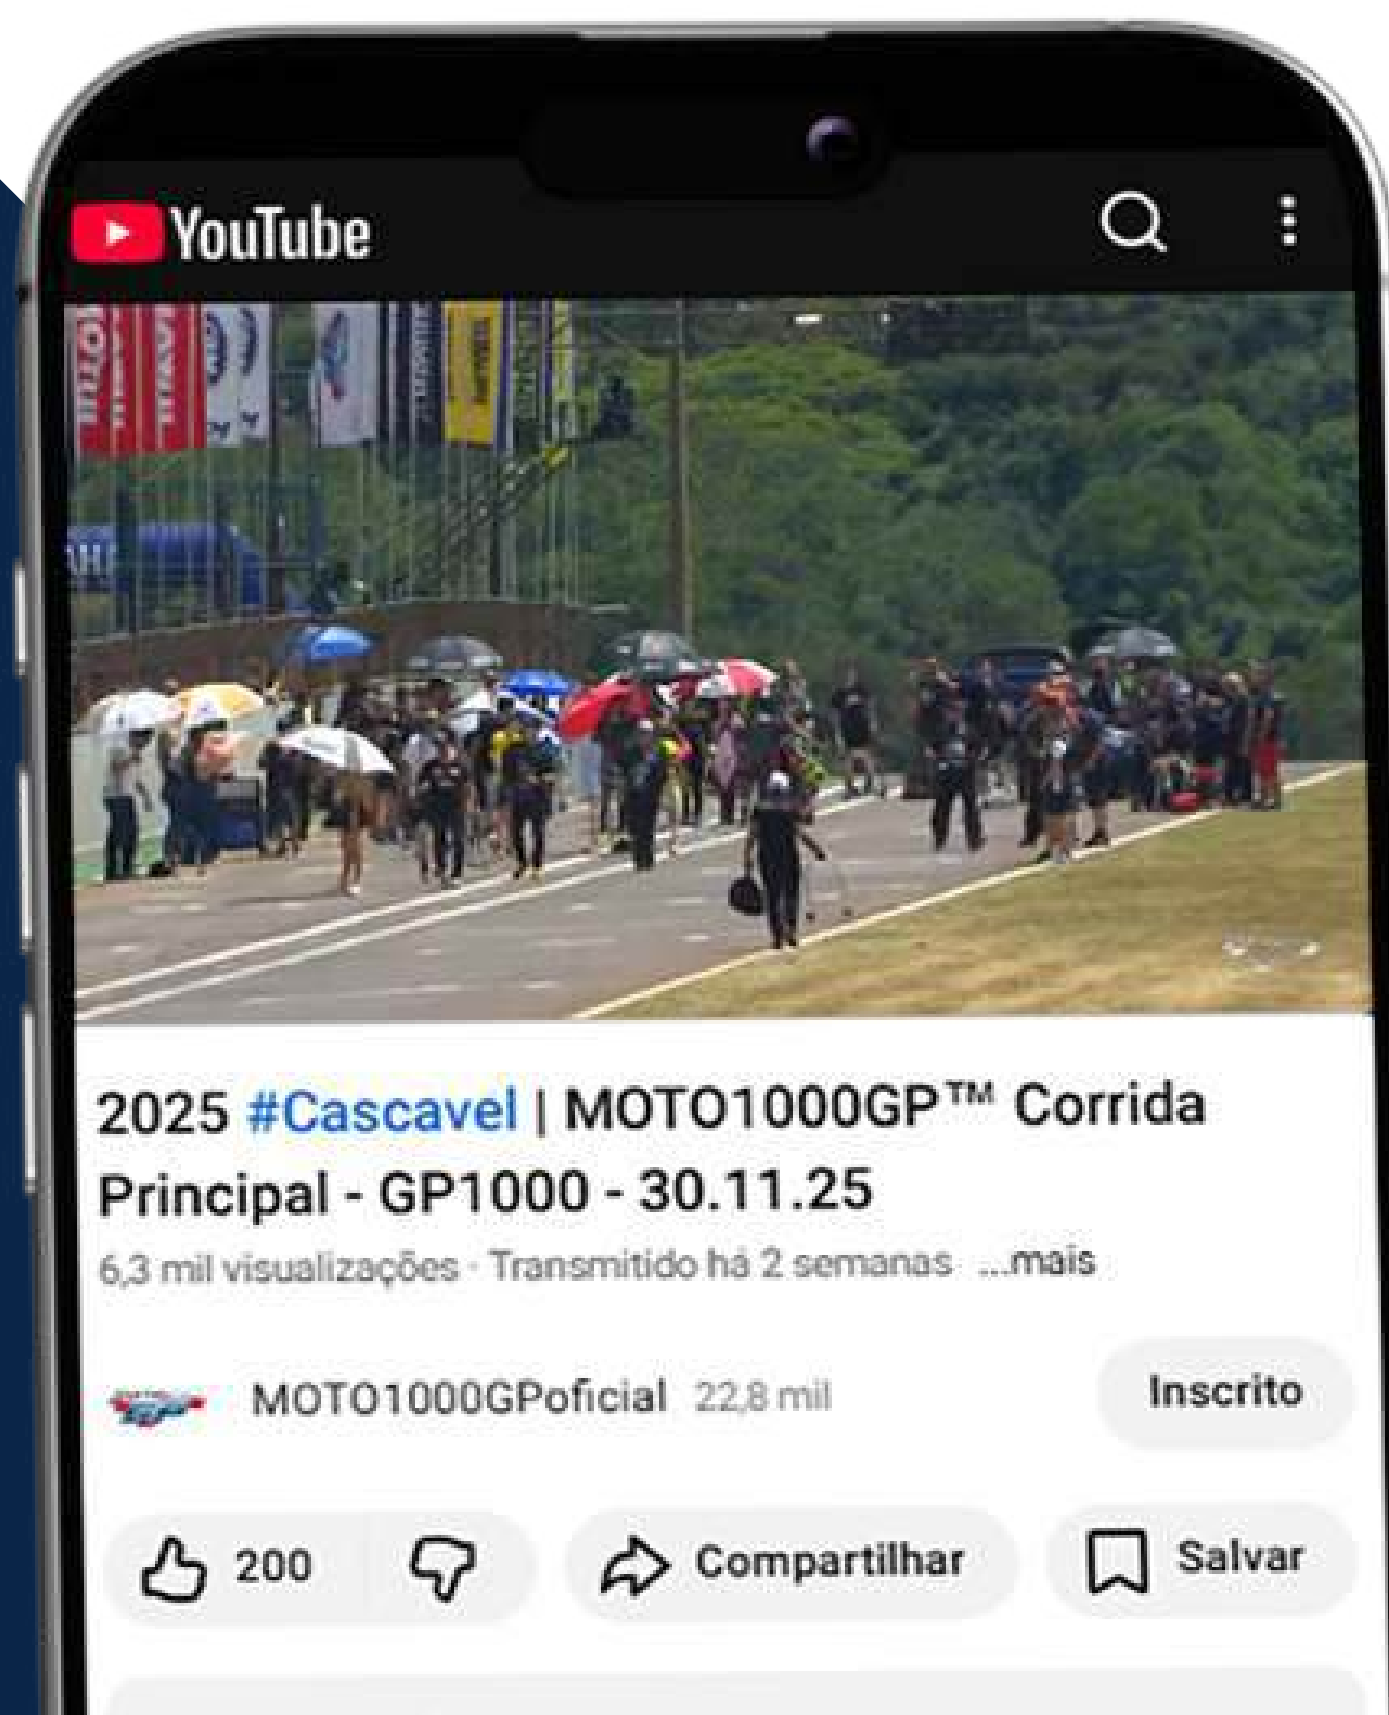 YouTube
2025 #Cascavel | MOTO1000GP™ Corrida
Principal - GP1000 - 30.11.25
6,3 mil visualizações · Transmitido há 2 semanas ...mais
MOTO1000GPoficial 22,8 mil
Inscrito
200
Compartilhar
Salvar